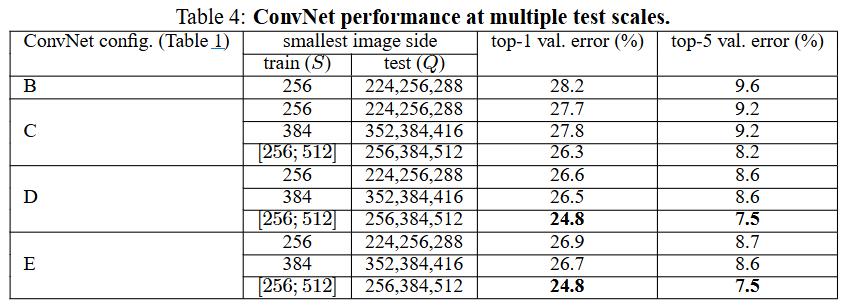 Table 4: ConvNet performance at multiple test scales.
ConvNet config. (Table 1) smallest image side top-1 val. error (%) top-5 val. error (%)
train (S) test (Q)
B 256 224,256,288 28.2 9.6
256 224,256,288 27.7 9.2
C 384 352,384,416 27.8 9.2
[256; 512] 256,384,512 26.3 8.2
256 224,256,288 26.6 8.6
D 384 352,384,416 26.5 8.6
[256; 512] 256,384,512 24.8 7.5
256 224,256,288 26.9 8.7
E 384 352,384,416 26.7 8.6
[256; 512] 256,384,512 24.8 7.5